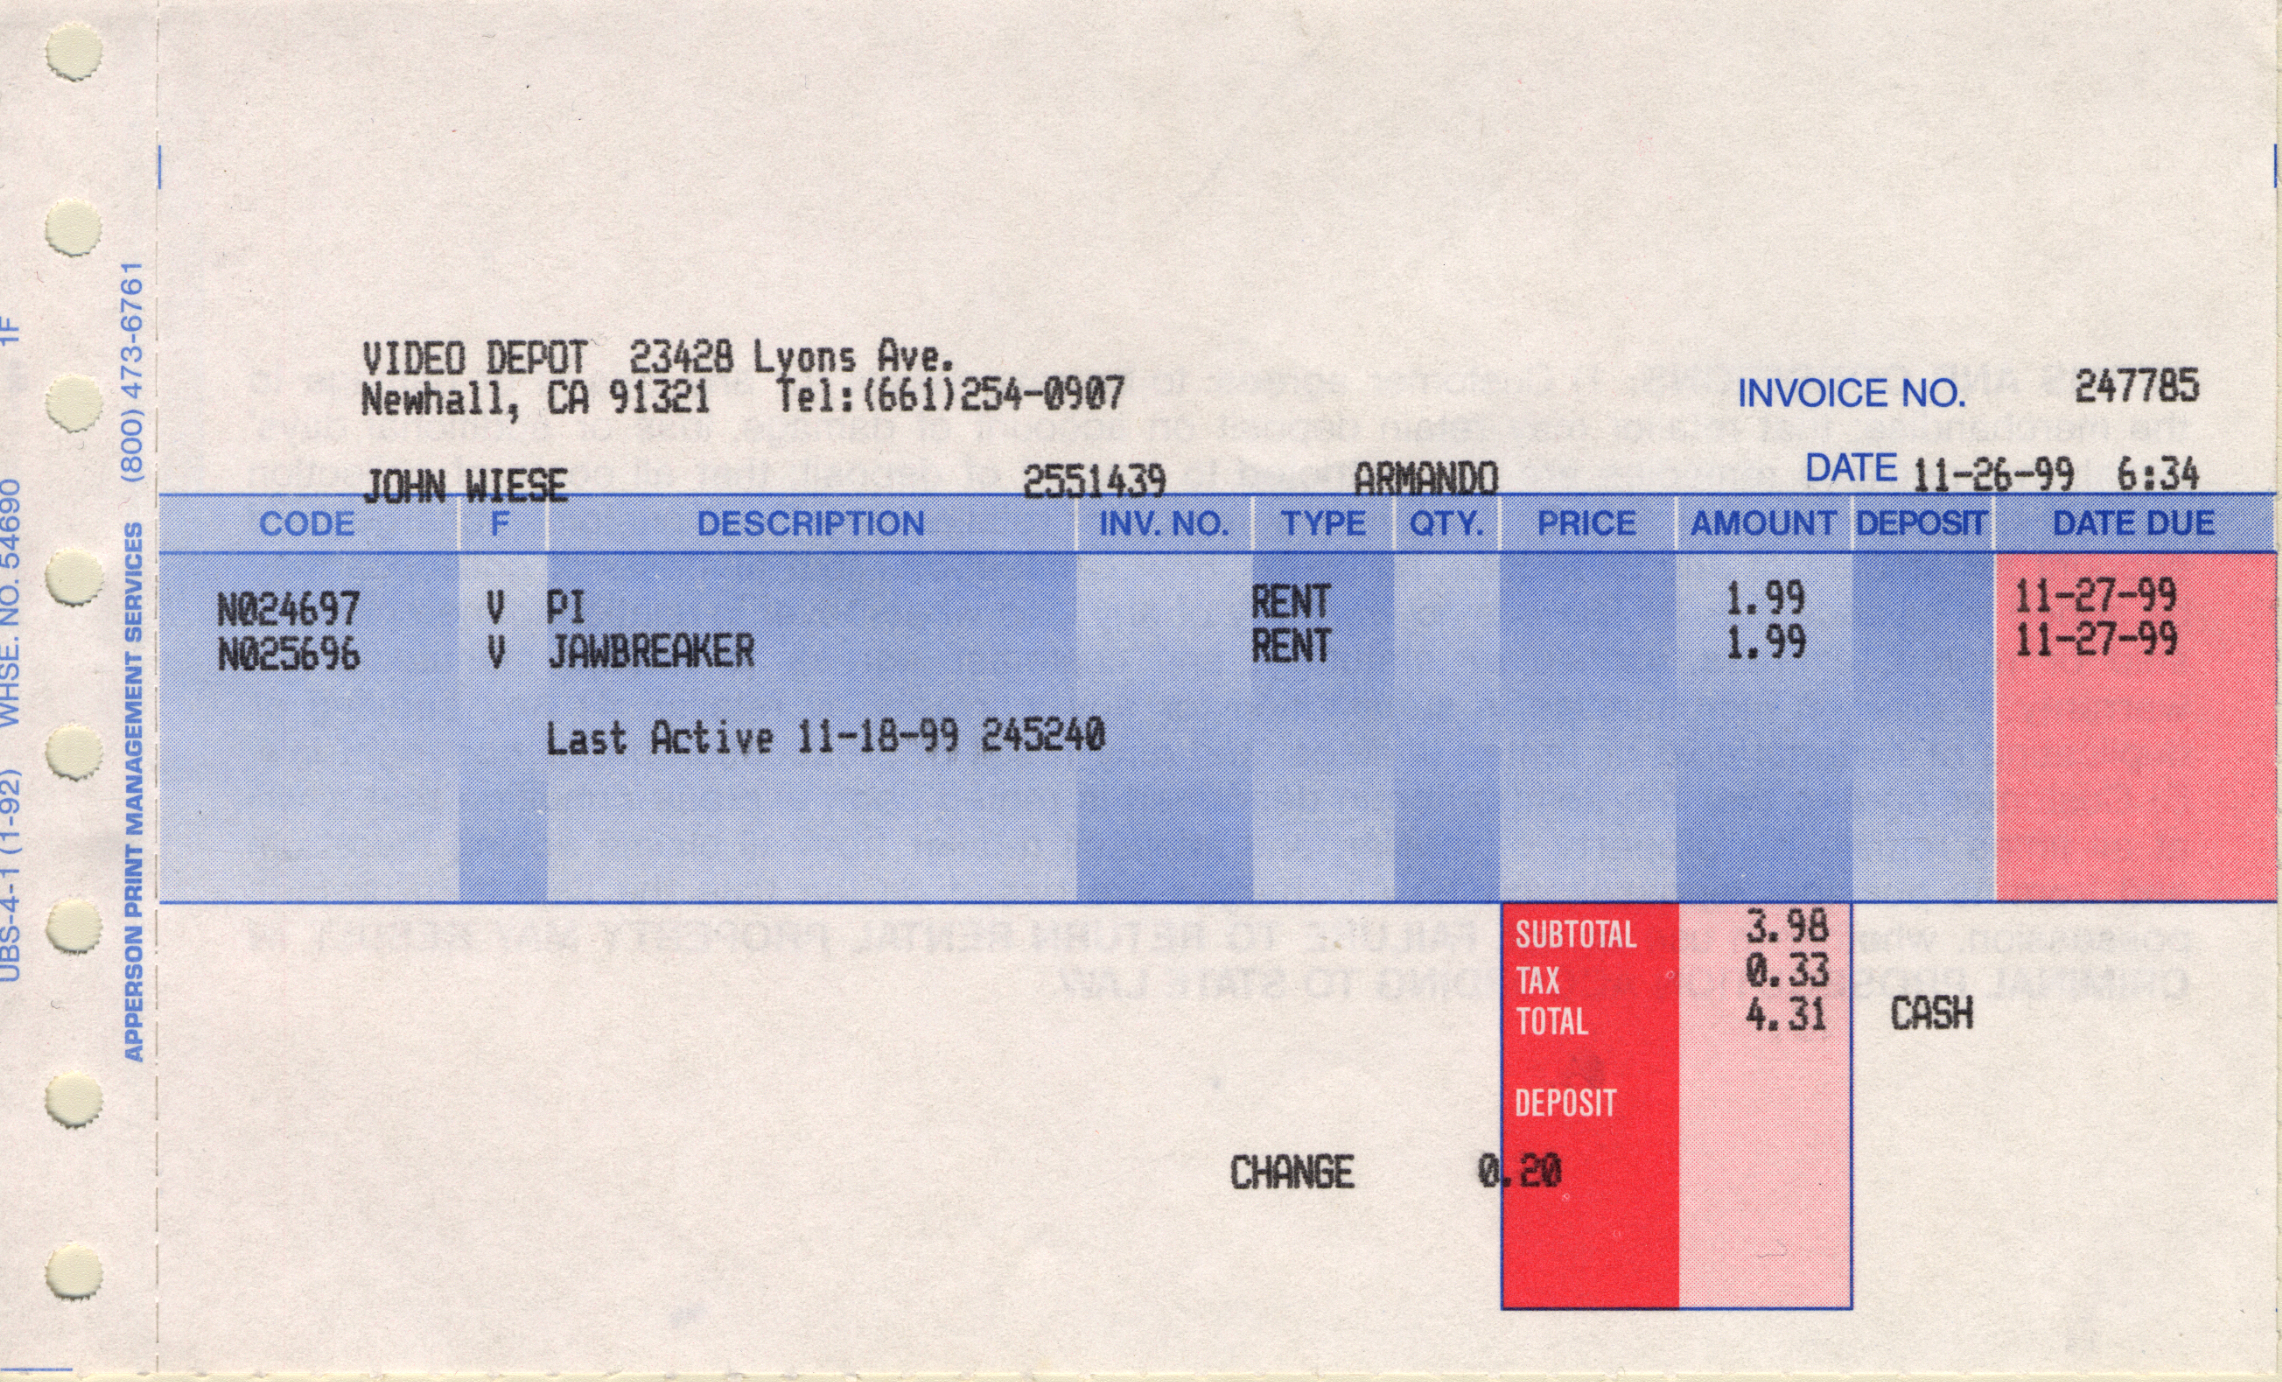 VIDEO DEPOT 23428 Lyons Ave.
Newhall, CA 91321 Tel:(661)254-0907
INVOICE NO. 247785
JOHN WIESE 2551439 ARMANDO DATE 11-26-99 6:34
CODE F DESCRIPTION INV. NO. TYPE QTY. PRICE AMOUNT DEPOSIT DATE DUE
N024697 V PI RENT 1.99 11-27-99
N025696 V JAWBREAKER RENT 1.99 11-27-99
Last Active 11-18-99 245240
SUBTOTAL 3.98
TAX 0.33
TOTAL 4.31 CASH
DEPOSIT
CHANGE 0.20
APPERSON PRINT MANAGEMENT SERVICES (800) 473-6761
UBS-4-1 (1-92) WHSE. NO. 54690 1F